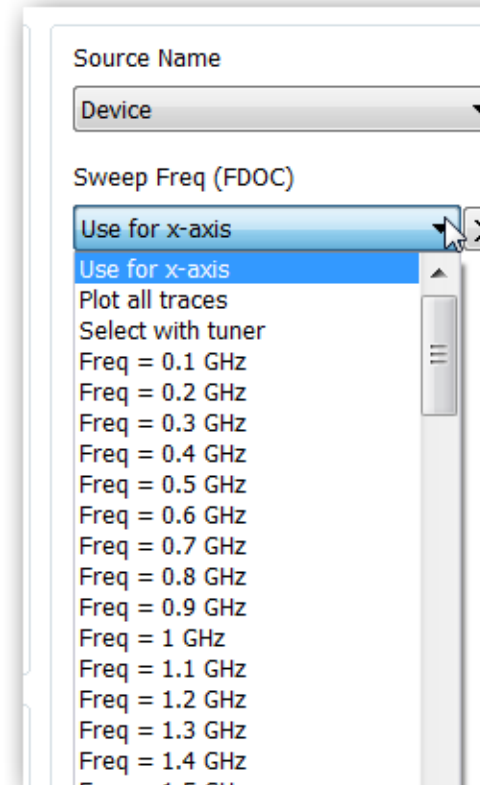 Source Name
Device
Sweep Freq (FDOC)
Use for x-axis
Use for x-axis
Plot all traces
Select with tuner
Freq = 0.1 GHz
Freq = 0.2 GHz
Freq = 0.3 GHz
Freq = 0.4 GHz
Freq = 0.5 GHz
Freq = 0.6 GHz
Freq = 0.7 GHz
Freq = 0.8 GHz
Freq = 0.9 GHz
Freq = 1 GHz
Freq = 1.1 GHz
Freq = 1.2 GHz
Freq = 1.3 GHz
Freq = 1.4 GHz